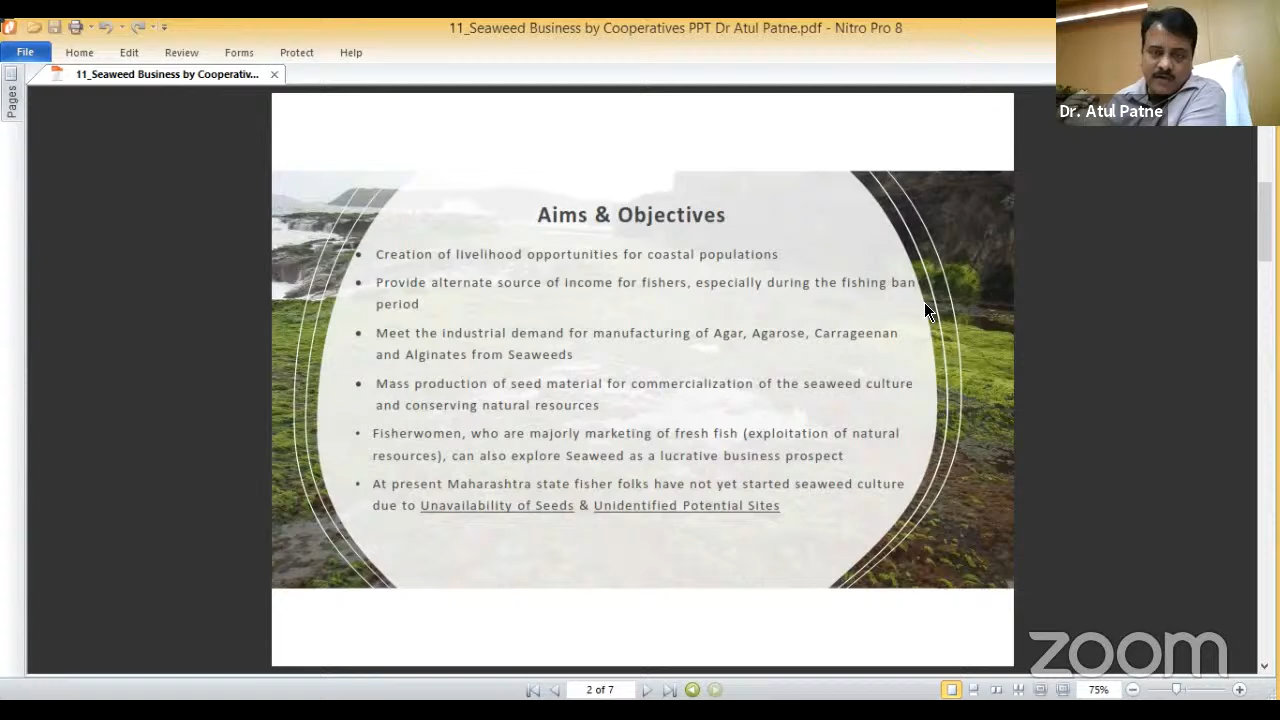 11_Seaweed Business by Cooperatives PPT Dr Atul Patne.pdf - Nitro Pro 8
File Home Edit Review Forms Protect Help
11_Seaweed Business by Cooperativ...
Pages
Dr. Atul Patne
Aims & Objectives
• Creation of livelihood opportunities for coastal populations
• Provide alternate source of income for fishers, especially during the fishing ban
period
• Meet the industrial demand for manufacturing of Agar, Agarose, Carrageenan
and Alginates from Seaweeds
• Mass production of seed material for commercialization of the seaweed culture
and conserving natural resources
• Fisherwomen, who are majorly marketing of fresh fish (exploitation of natural
resources), can also explore Seaweed as a lucrative business prospect
• At present Maharashtra state fisher folks have not yet started seaweed culture
due to Unavailability of Seeds & Unidentified Potential Sites
zoom
2 of 7
75%